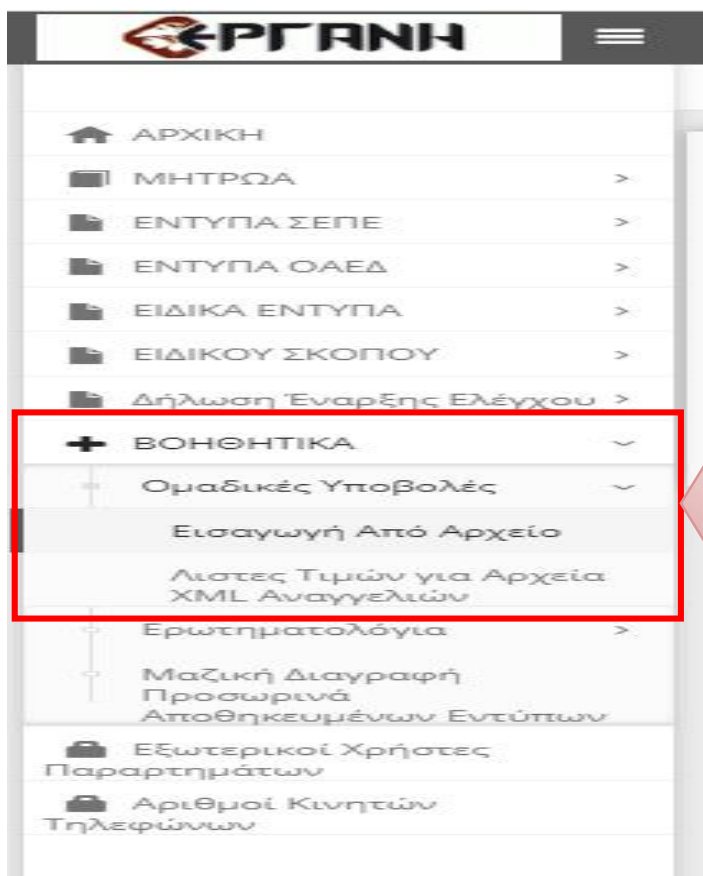 ΕΡΓΑΝΗ
ΑΡΧΙΚΗ
ΜΗΤΡΩΑ
ΕΝΤΥΠΑ ΣΕΠΕ
ΕΝΤΥΠΑ ΟΑΕΔ
ΕΙΔΙΚΑ ΕΝΤΥΠΑ
ΕΙΔΙΚΟΥ ΣΚΟΠΟΥ
Δήλωση Έναρξης Ελέγχου
ΒΟΗΘΗΤΙΚΑ
Ομαδικές Υποβολές
Εισαγωγή Από Αρχείο
Λιστες Τιμών για Αρχεία
XML Αναγγελιών
Ερωτηματολόγια
Μαζική Διαγραφή
Προσωρινά
Αποθηκευμένων Εντύπων
Εξωτερικοί Χρήστες
Παραρτημάτων
Αριθμοί Κινητών
Τηλεφώνων